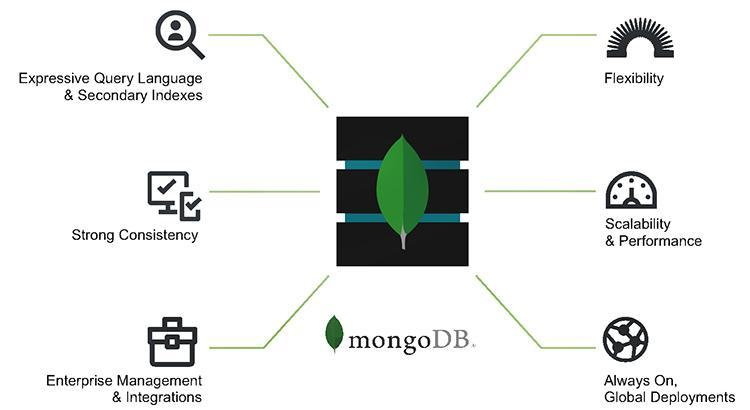 Expressive Query Language
& Secondary Indexes
Flexibility
Strong Consistency
Scalability
& Performance
mongoDB.
Enterprise Management
& Integrations
Always On,
Global Deployments